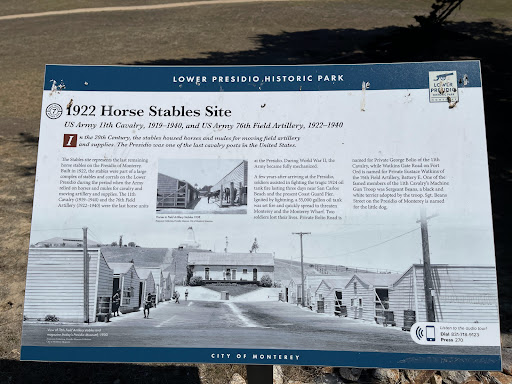 LOWER PRESIDIO HISTORIC PARK
LOWER
PRESIDIO
1922 Horse Stables Site
US Army 11th Cavalry, 1919–1940, and US Army 76th Field Artillery, 1922–1940
In the 20th Century, the stables housed horses and mules for moving field artillery
and supplies. The Presidio was one of the last cavalry posts in the United States.
The Stables site represents the last remaining
horse stables on the Presidio of Monterey.
Built in 1922, the stables were part of a large
complex of stables and corrals on the Lower
Presidio during the period when the Army
relied on horses and mules for cavalry and
moving artillery and supplies. The 11th
Cavalry (1919-1940) and the 76th Field
Artillery (1922-1940) were the last horse units
at the Presidio. During World War II, the
Army became fully mechanized.
A few years after arriving at the Presidio,
soldiers assisted in fighting the tragic 1924 oil
tank fire lasting three days near San Carlos
Beach and the present Coast Guard Pier.
Ignited by lightning, a 55,000 gallon oil tank
was set fire and quickly spread to threaten
Monterey and the Monterey Wharf. Two
soldiers lost their lives. Private Bolio Road is
named for Private George Bolio of the 11th
Cavalry, while Watkins Gate Road on Fort
Ord is named for Private Eustace Watkins of
the 76th Field Artillery, Battery E. One of the
famed members of the 11th Cavalry's Machine
Gun Troop was Sergeant Beans, a black and
white terrier adopted by the troop. Sgt. Beans
Street on the Presidio of Monterey is named
for the little dog.
Listen to the audio tour!
Dial 831-718-9123
Press 270
CITY OF MONTEREY